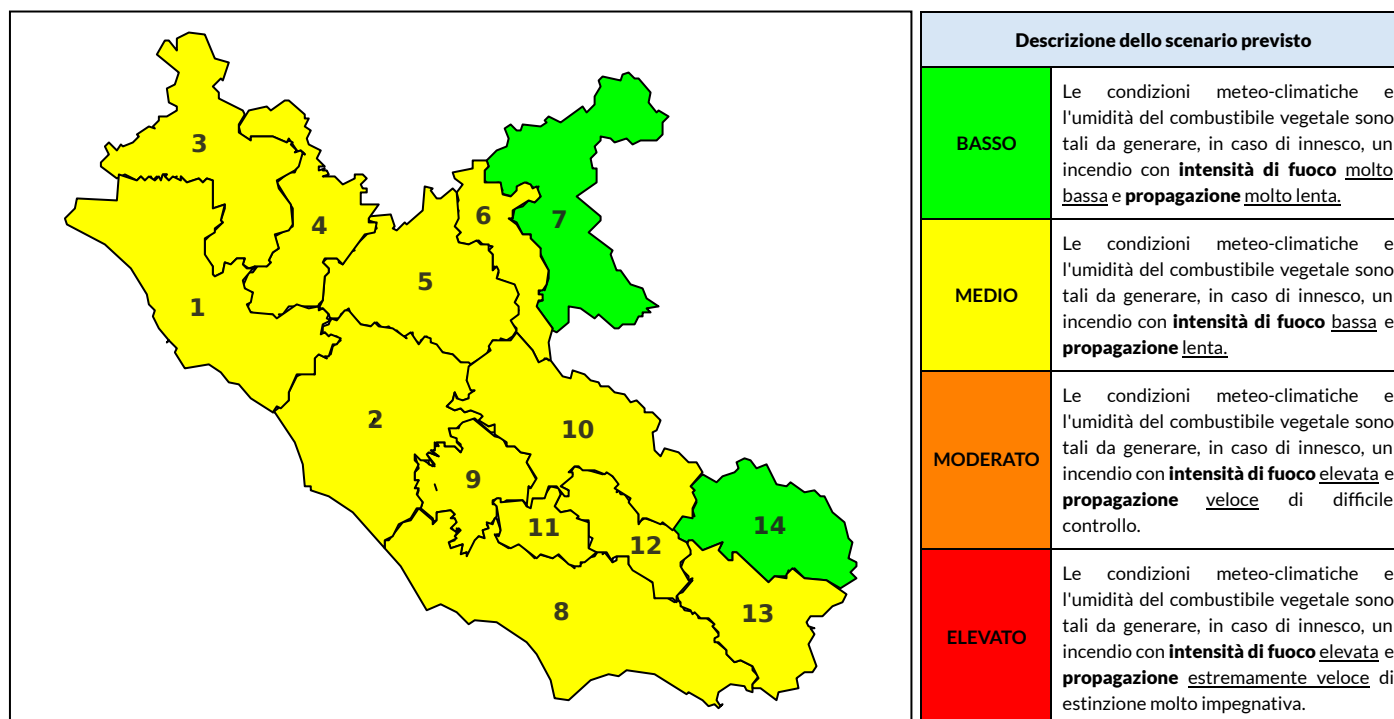 3
4
6
7
5
1
2
10
9
11
12
14
8
13
Descrizione dello scenario previsto
BASSO
Le condizioni meteo-climatiche e
l'umidità del combustibile vegetale sono
tali da generare, in caso di innesco, un
incendio con intensità di fuoco molto
bassa e propagazione molto lenta.
MEDIO
Le condizioni meteo-climatiche e
l'umidità del combustibile vegetale sono
tali da generare, in caso di innesco, un
incendio con intensità di fuoco bassa e
propagazione lenta.
MODERATO
Le condizioni meteo-climatiche e
l'umidità del combustibile vegetale sono
tali da generare, in caso di innesco, un
incendio con intensità di fuoco elevata e
propagazione veloce di difficile
controllo.
ELEVATO
Le condizioni meteo-climatiche e
l'umidità del combustibile vegetale sono
tali da generare, in caso di innesco, un
incendio con intensità di fuoco elevata e
propagazione estremamente veloce di
estinzione molto impegnativa.